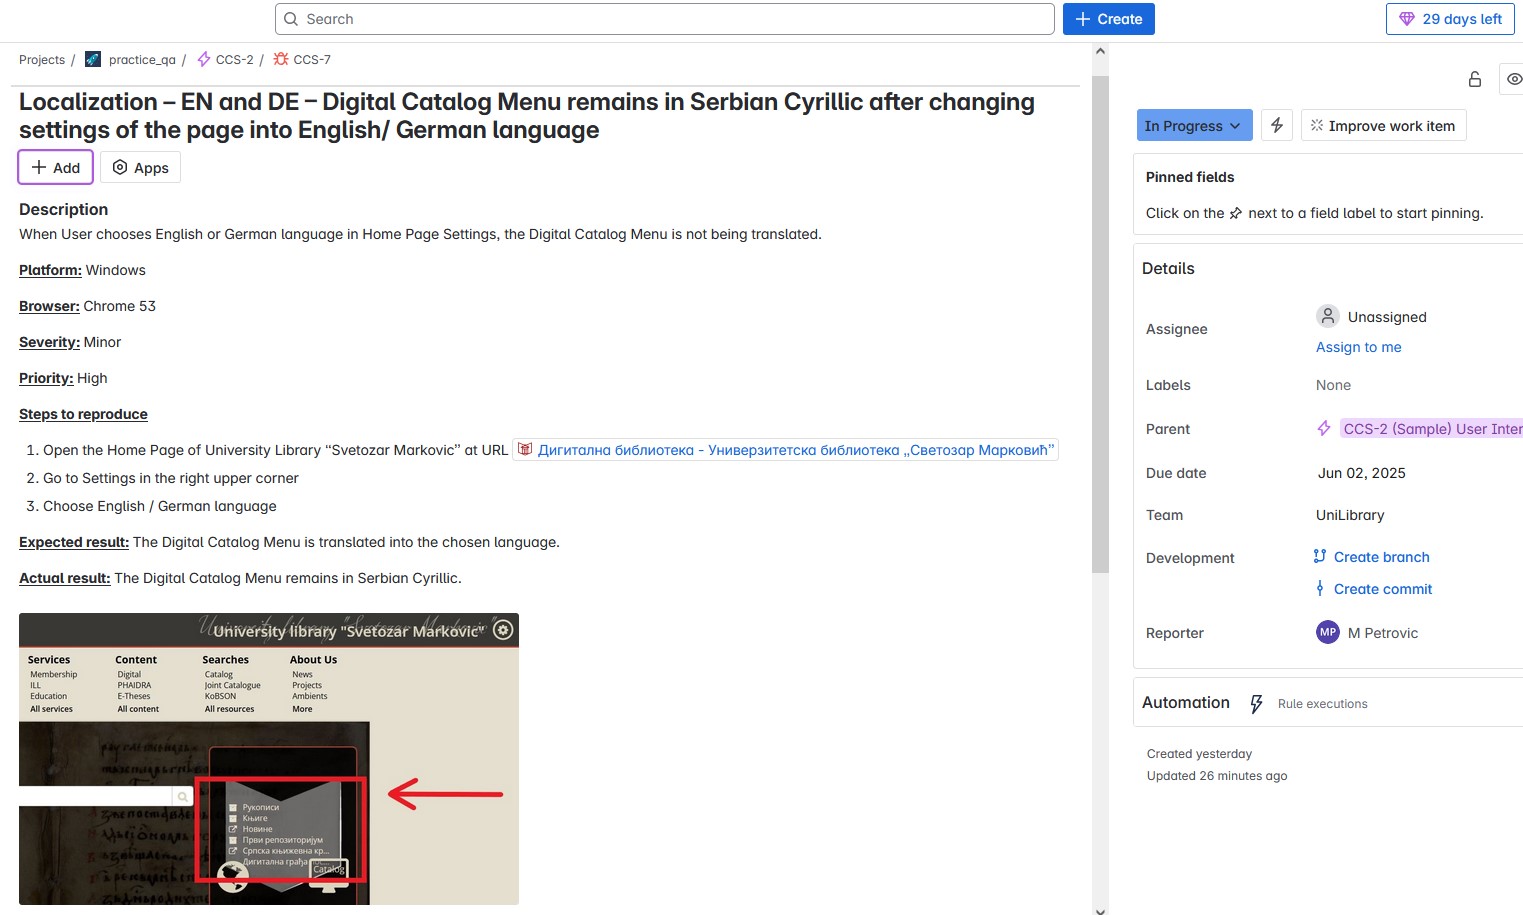 Search
Create
29 days left
Projects / practice_qa / CCS-2 / CCS-7
Localization – EN and DE – Digital Catalog Menu remains in Serbian Cyrillic after changing
settings of the page into English/ German language
Add
Apps
Description
When User chooses English or German language in Home Page Settings, the Digital Catalog Menu is not being translated.
Platform: Windows
Browser: Chrome 53
Severity: Minor
Priority: High
Steps to reproduce
1. Open the Home Page of University Library “Svetozar Markovic” at URL Дигитална библиотека - Универзитетска библиотека „Светозар Марковић”
2. Go to Settings in the right upper corner
3. Choose English / German language
Expected result: The Digital Catalog Menu is translated into the chosen language.
Actual result: The Digital Catalog Menu remains in Serbian Cyrillic.
University library "Svetozar Markovic"
University library "Svetozar Markovic"
Services
Membership
ILL
Education
All services
Content
Digital
PHAIDRA
E-Theses
All content
Searches
Catalog
Joint Catalogue
KoBSON
All resources
About Us
News
Projects
Ambients
More
Рукописи
Књиге
Новине
Први репозиторијум
Српска књижевна кр...
Дигитална грађа
Catalog
In Progress
Improve work item
Pinned fields
Click on the next to a field label to start pinning.
Details
Assignee
Unassigned
Assign to me
Labels
None
Parent
CCS-2 (Sample) User Inter
Due date
Jun 02, 2025
Team
UniLibrary
Development
Create branch
Create commit
Reporter
MP M Petrovic
Automation
Rule executions
Created yesterday
Updated 26 minutes ago